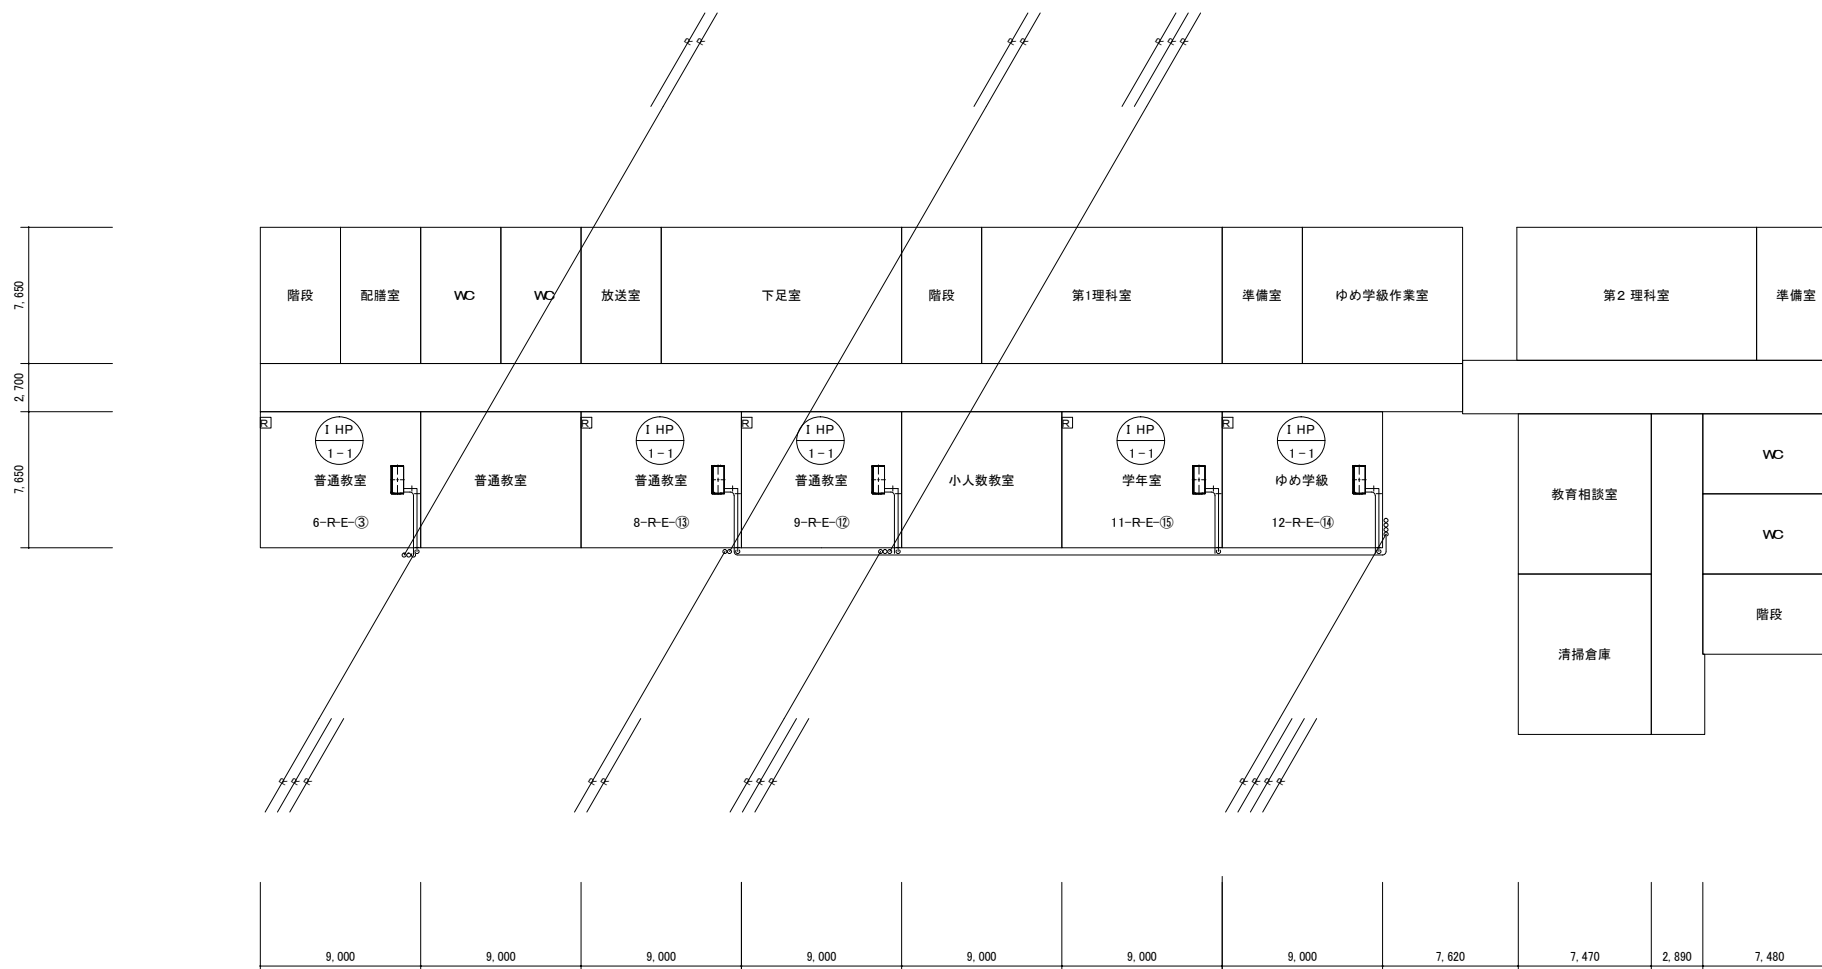 R R
R R R
7,650
階段 配膳室 WC WC 放送室 下足室 階段 第1理科室 準備室 ゆめ学級作業室 第2 理科室 準備室
2,700
R I HP R I HP R I HP R I HP R I HP
1-1 1-1 1-1 1-1 1-1
WC
7,650
普通教室 普通教室 普通教室 普通教室 小人数教室 学年室 ゆめ学級
教育相談室
6-R-E-③ 8-R-E-⑬ 9-R-E-⑫ 11-R-E-⑮ 12-R-E-⑭
WC
階段
清掃倉庫
9,000 9,000 9,000 9,000 9,000 9,000 9,000 7,620 7,470 2,890 7,480